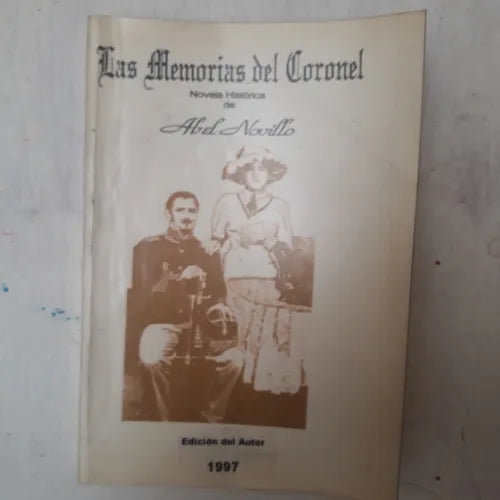 Las Memorias del Coronel
Novela Histórica
de
Abel Novillo
Edición del Autor
1997